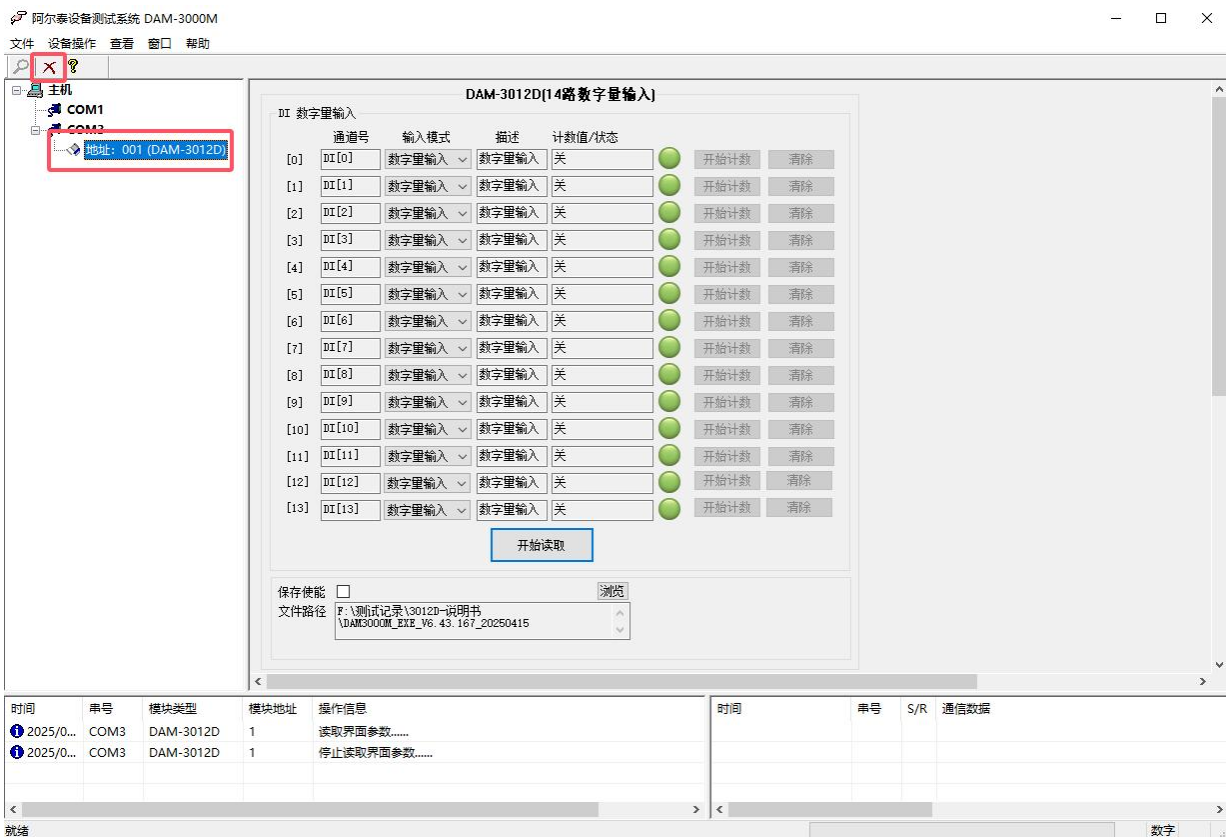 阿尔泰设备测试系统 DAM-3000M
文件 设备操作 查看 窗口 帮助
主机
COM1
COM3
地址：001 (DAM-3012D)
DAM-3012D[14路数字量输入]
DI 数字量输入
通道号 输入模式 描述 计数值/状态
[0] DI[0] 数字量输入 数字量输入 关 开始计数 清除
[1] DI[1] 数字量输入 数字量输入 关 开始计数 清除
[2] DI[2] 数字量输入 数字量输入 关 开始计数 清除
[3] DI[3] 数字量输入 数字量输入 关 开始计数 清除
[4] DI[4] 数字量输入 数字量输入 关 开始计数 清除
[5] DI[5] 数字量输入 数字量输入 关 开始计数 清除
[6] DI[6] 数字量输入 数字量输入 关 开始计数 清除
[7] DI[7] 数字量输入 数字量输入 关 开始计数 清除
[8] DI[8] 数字量输入 数字量输入 关 开始计数 清除
[9] DI[9] 数字量输入 数字量输入 关 开始计数 清除
[10] DI[10] 数字量输入 数字量输入 关 开始计数 清除
[11] DI[11] 数字量输入 数字量输入 关 开始计数 清除
[12] DI[12] 数字量输入 数字量输入 关 开始计数 清除
[13] DI[13] 数字量输入 数字量输入 关 开始计数 清除
开始读取
保存使能 浏览
文件路径 F:\测试记录\3012D-说明书
\DAM3000M_EXE_V6.43.167_20250415
时间 串号 模块类型 模块地址 操作信息
2025/0... COM3 DAM-3012D 1 读取界面参数......
2025/0... COM3 DAM-3012D 1 停止读取界面参数......
时间 串号 S/R 通信数据
就绪 数字